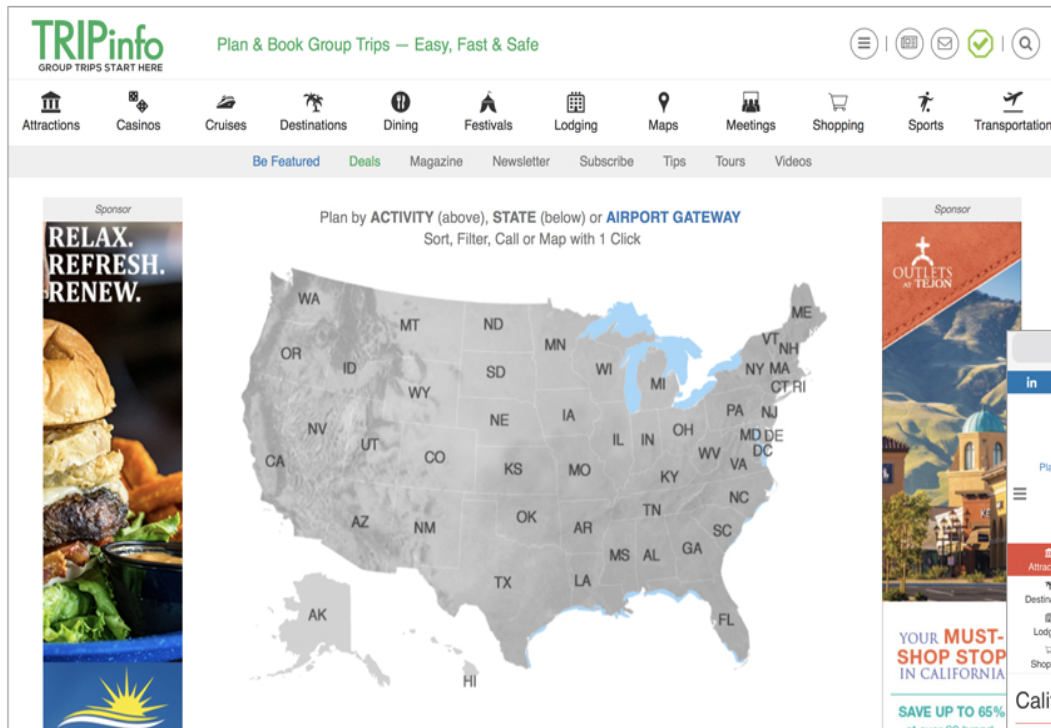 TRIPinfo
GROUP TRIPS START HERE
Plan & Book Group Trips — Easy, Fast & Safe
Attractions Casinos Cruises Destinations Dining Festivals Lodging Maps Meetings Shopping Sports Transportation
Be Featured Deals Magazine Newsletter Subscribe Tips Tours Videos
Sponsor
RELAX.
REFRESH.
RENEW.
Plan by ACTIVITY (above), STATE (below) or AIRPORT GATEWAY
Sort, Filter, Call or Map with 1 Click
WA MT ND MN ME
OR ID SD WI MI VT NH
WY NY MA
CT RI
NV UT NE IA PA NJ
CA CO KS MO IL IN OH WV MD DE
DC
VA
KY
AZ NM OK AR TN NC
SC
TX LA MS AL GA
AK FL
HI
Sponsor
OUTLETS
AT TEJON
YOUR MUST-
SHOP STOP
IN CALIFORNIA
SAVE UP TO 65%
in